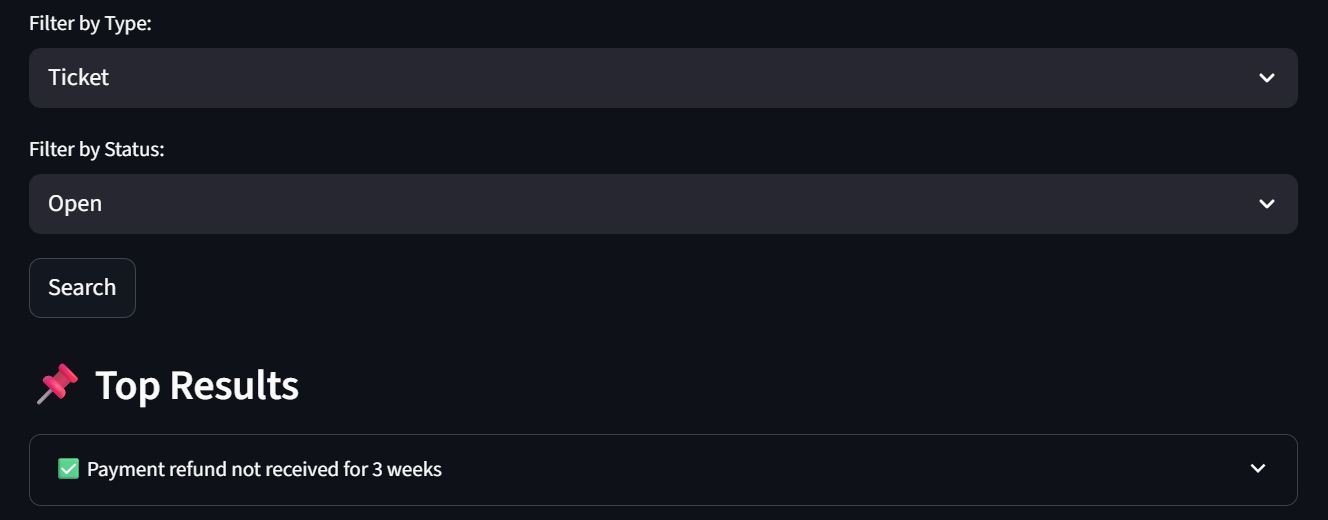 Filter by Type:
Ticket
Filter by Status:
Open
Search
📌 Top Results
✅ Payment refund not received for 3 weeks